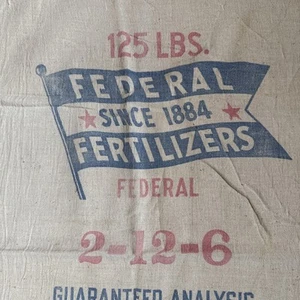 125 LBS.
FEDERAL
SINCE 1884
FERTILIZERS
FEDERAL
2-12-6
GUARANTEED ANALYSIS